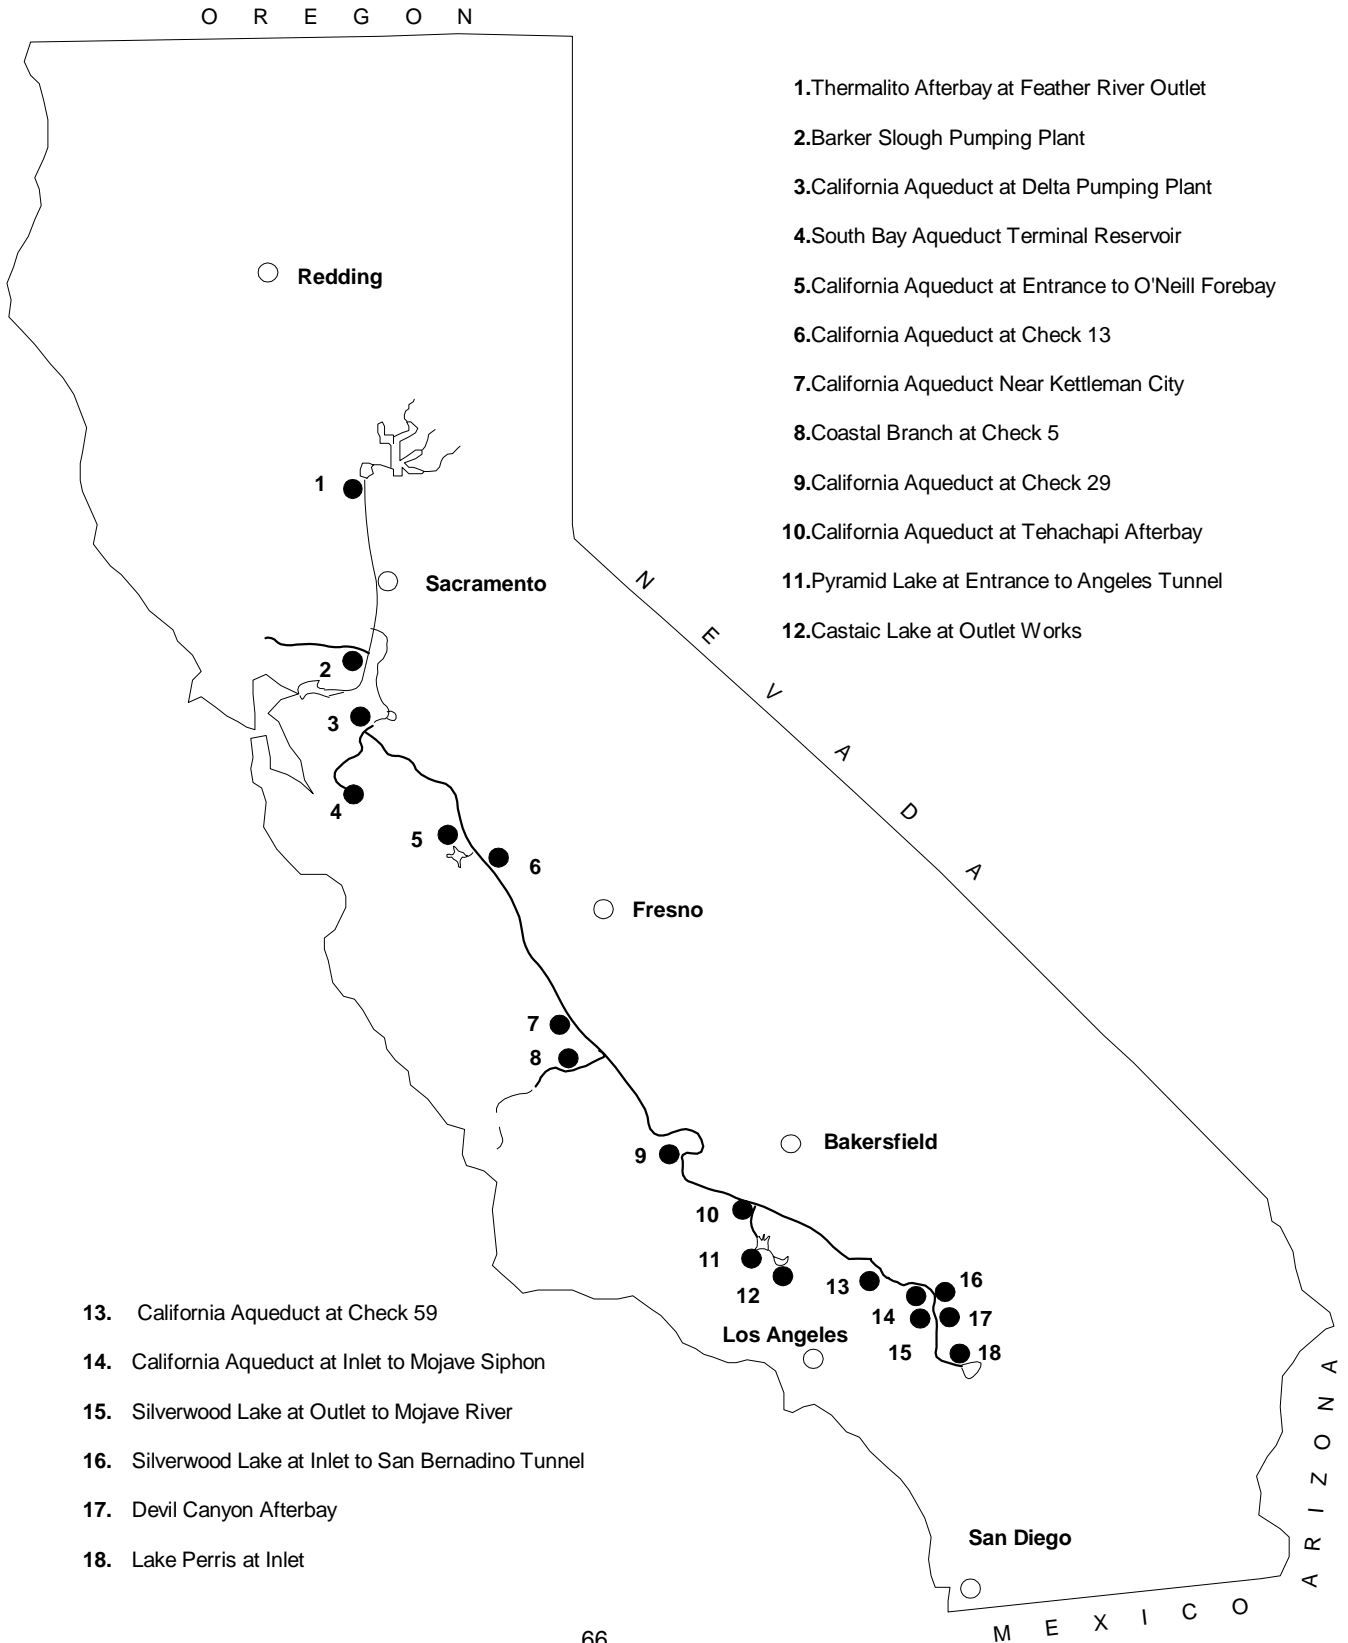 O R E G O N
1.Thermalito Afterbay at Feather River Outlet
2.Barker Slough Pumping Plant
3.California Aqueduct at Delta Pumping Plant
4.South Bay Aqueduct Terminal Reservoir
5.California Aqueduct at Entrance to O'Neill Forebay
6.California Aqueduct at Check 13
7.California Aqueduct Near Kettleman City
8.Coastal Branch at Check 5
9.California Aqueduct at Check 29
10.California Aqueduct at Tehachapi Afterbay
11.Pyramid Lake at Entrance to Angeles Tunnel
12.Castaic Lake at Outlet Works
Redding
1
Sacramento
N E V A D A
2
3
4
5
6
Fresno
7
8
9
Bakersfield
10
11
12
13
14
15
16
17
18
Los Angeles
13. California Aqueduct at Check 59
14. California Aqueduct at Inlet to Mojave Siphon
15. Silverwood Lake at Outlet to Mojave River
16. Silverwood Lake at Inlet to San Bernadino Tunnel
17. Devil Canyon Afterbay
18. Lake Perris at Inlet
A R I Z O N A
San Diego
M E X I C O
66